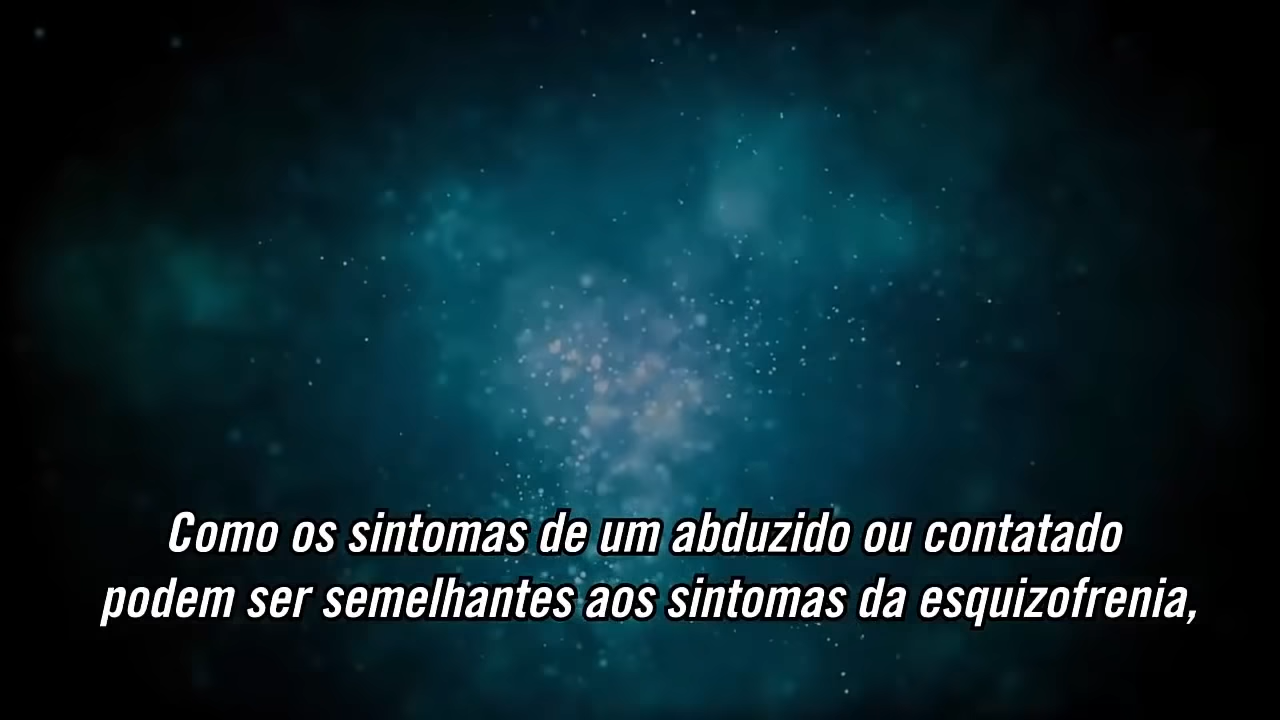 Como os sintomas de um abduzido ou contatado
podem ser semelhantes aos sintomas da esquizofrenia,